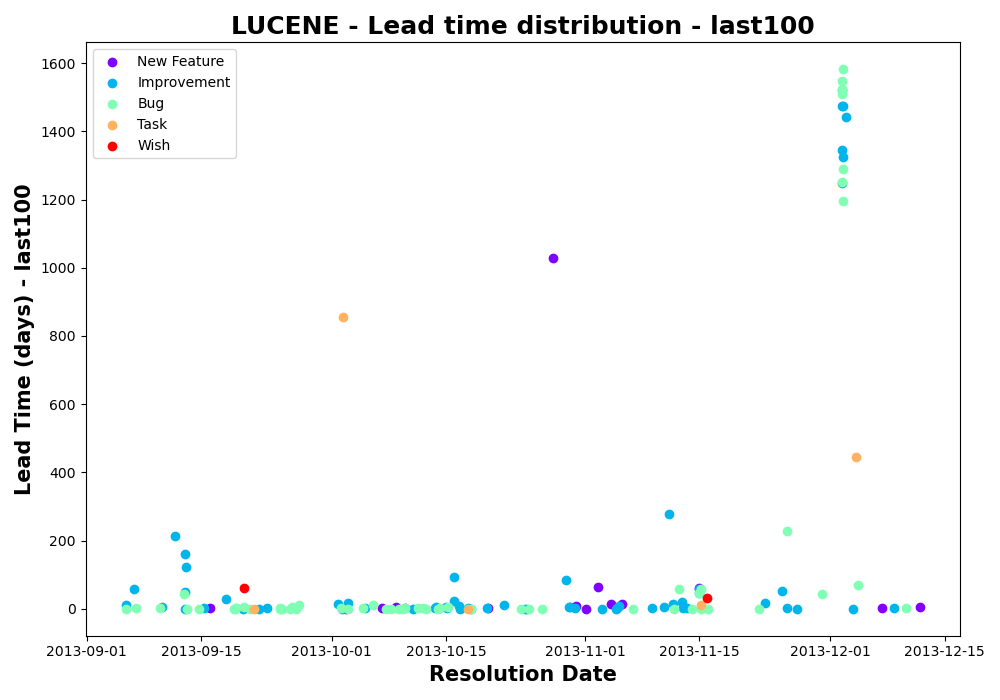 LUCENE - Lead time distribution - last100
New Feature
Improvement
Bug
Task
Wish
Lead Time (days) - last100
1600
1400
1200
1000
800
600
400
200
0
2013-09-01 2013-09-15 2013-10-01 2013-10-15 2013-11-01 2013-11-15 2013-12-01 2013-12-15
Resolution Date